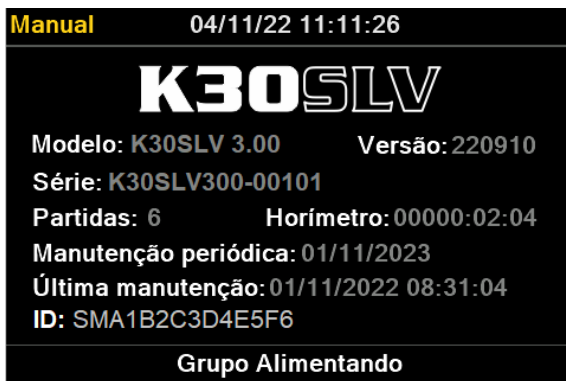 Manual 04/11/22 11:11:26
K30SLV
Modelo: K30SLV 3.00 Versão: 220910
Série: K30SLV300-00101
Partidas: 6 Horímetro: 00000:02:04
Manutenção periódica: 01/11/2023
Última manutenção: 01/11/2022 08:31:04
ID: SMA1B2C3D4E5F6
Grupo Alimentando